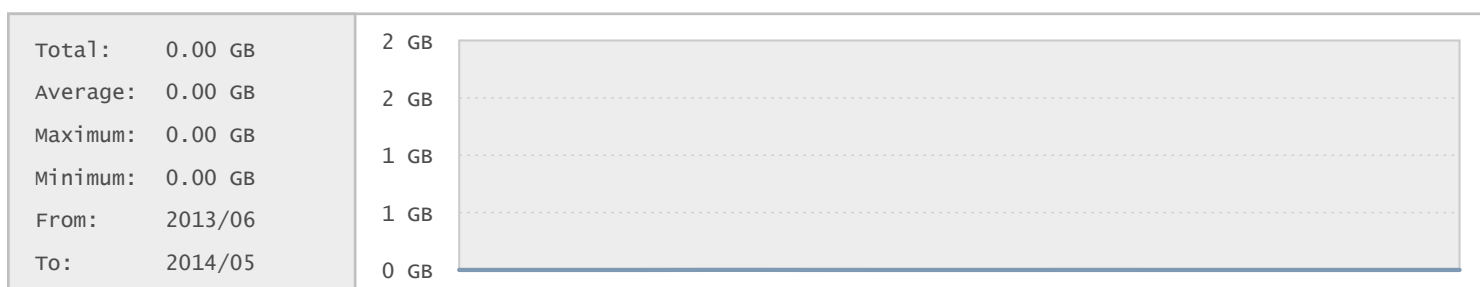 Total: 0.00 GB
Average: 0.00 GB
Maximum: 0.00 GB
Minimum: 0.00 GB
From: 2013/06
To: 2014/05
2 GB
2 GB
1 GB
1 GB
0 GB